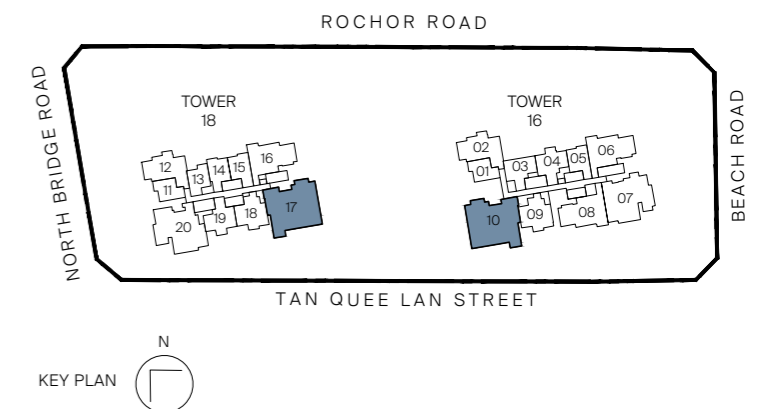 ROCHOR ROAD
NORTH BRIDGE ROAD
BEACH ROAD
TOWER
18
12
11
13
14
15
16
17
18
19
20
TOWER
16
02
01
03
04
05
06
07
08
09
10
TAN QUEE LAN STREET
N
KEY PLAN